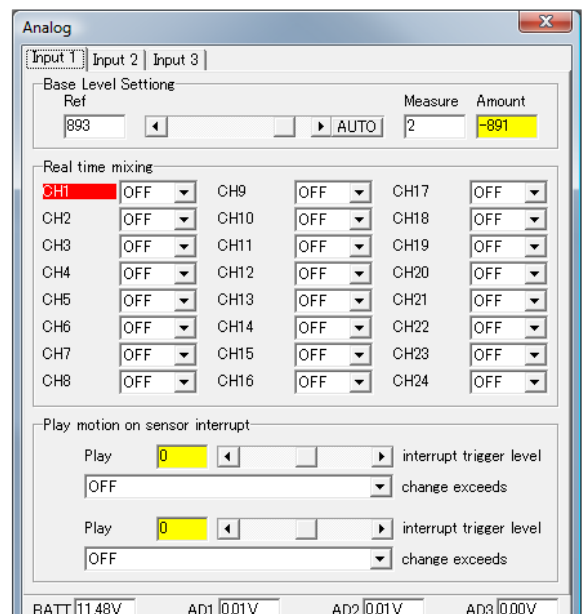 Analog
Input 1 Input 2 Input 3
Base Level Settiong
Ref Measure Amount
893 AUTO 2 -891
Real time mixing
CH1 OFF CH9 OFF CH17 OFF
CH2 OFF CH10 OFF CH18 OFF
CH3 OFF CH11 OFF CH19 OFF
CH4 OFF CH12 OFF CH20 OFF
CH5 OFF CH13 OFF CH21 OFF
CH6 OFF CH14 OFF CH22 OFF
CH7 OFF CH15 OFF CH23 OFF
CH8 OFF CH16 OFF CH24 OFF
Play motion on sensor interrupt
Play 0 interrupt trigger level
OFF change exceeds
Play 0 interrupt trigger level
OFF change exceeds
BATT 11.48V AD1 0.01V AD2 0.01V AD3 0.00V